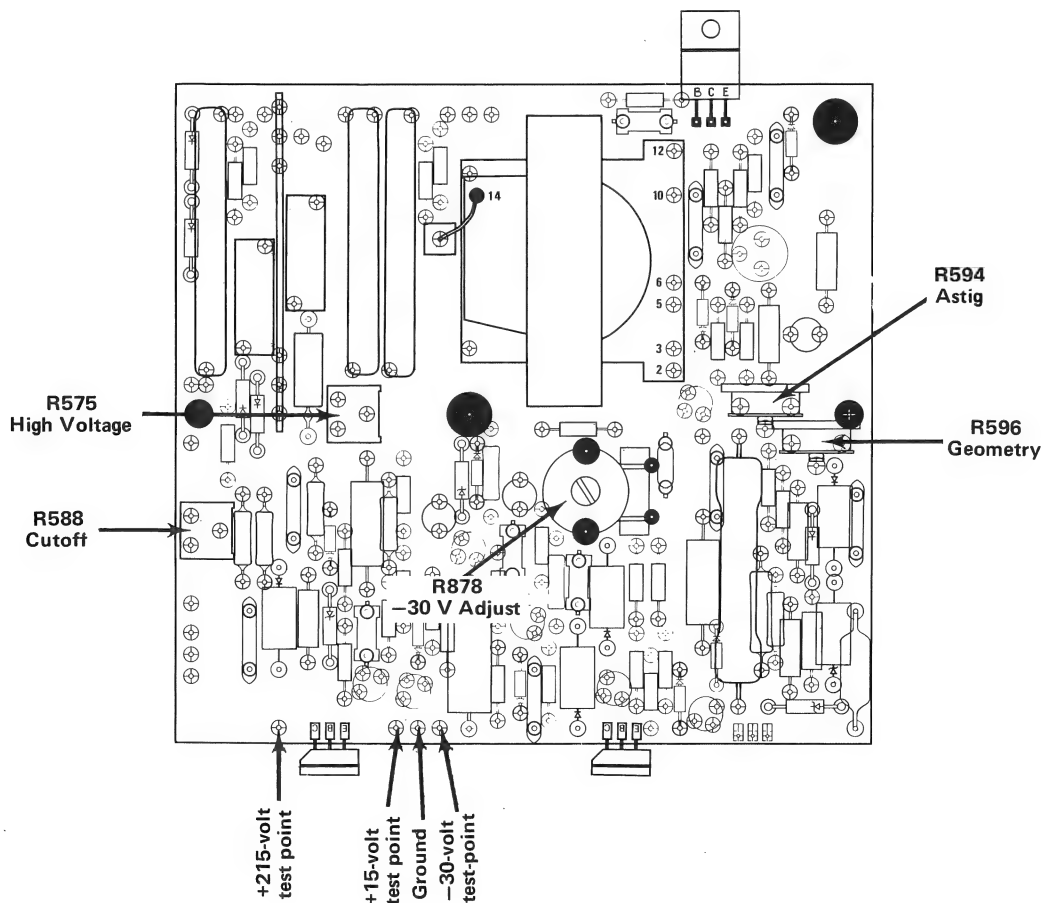 B C E
12
14
10
6
5
3
2
R594
Astig
R575
High Voltage
R596
Geometry
R588
Cutoff
R878
−30 V Adjust
C B E
C B E
+215-volt
test point
+15-volt
test point
Ground
−30-volt
test-point